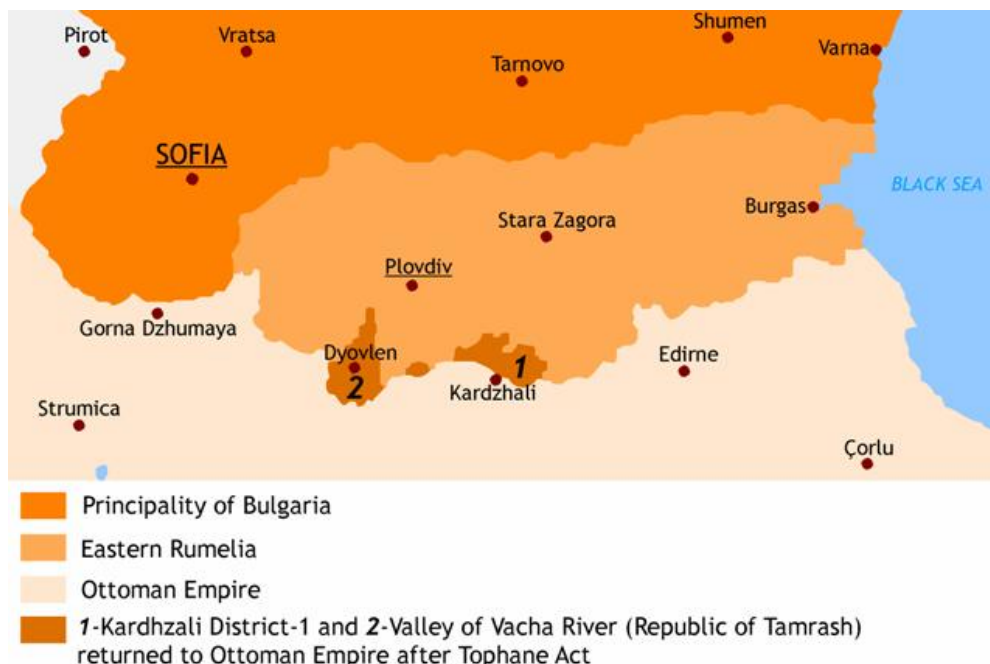 Pirot
Vratsa
Shumen
Varna
Tarnovo
SOFIA
BLACK SEA
Burgas
Stara Zagora
Plovdiv
Gorna Dzhumaya
Dyovlen
2
1
Kardzhali
Edirne
Strumica
Çorlu
Principality of Bulgaria
Eastern Rumelia
Ottoman Empire
1-Kardhzali District-1 and 2-Valley of Vacha River (Republic of Tamrash)
returned to Ottoman Empire after Tophane Act